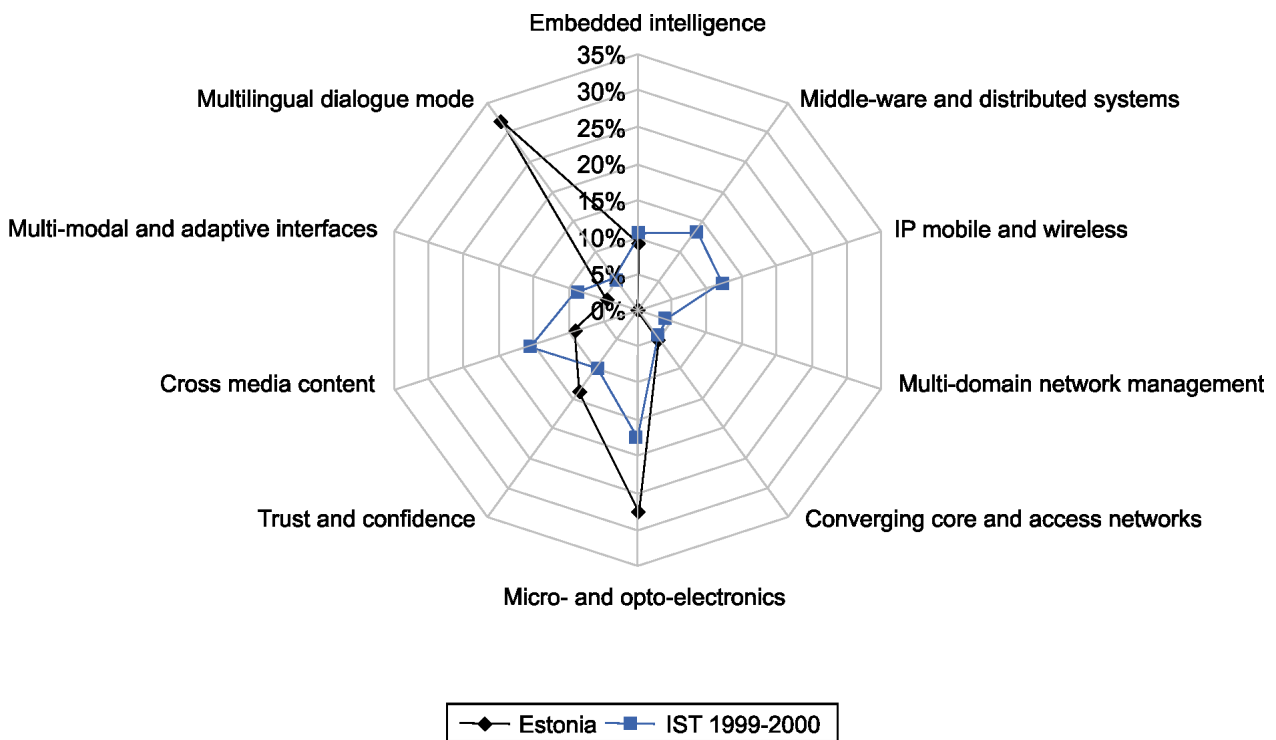 Embedded intelligence
35%
30%
25%
20%
15%
10%
5%
0%
Middle-ware and distributed systems
IP mobile and wireless
Multi-domain network management
Converging core and access networks
Micro- and opto-electronics
Trust and confidence
Cross media content
Multi-modal and adaptive interfaces
Multilingual dialogue mode
Estonia IST 1999-2000